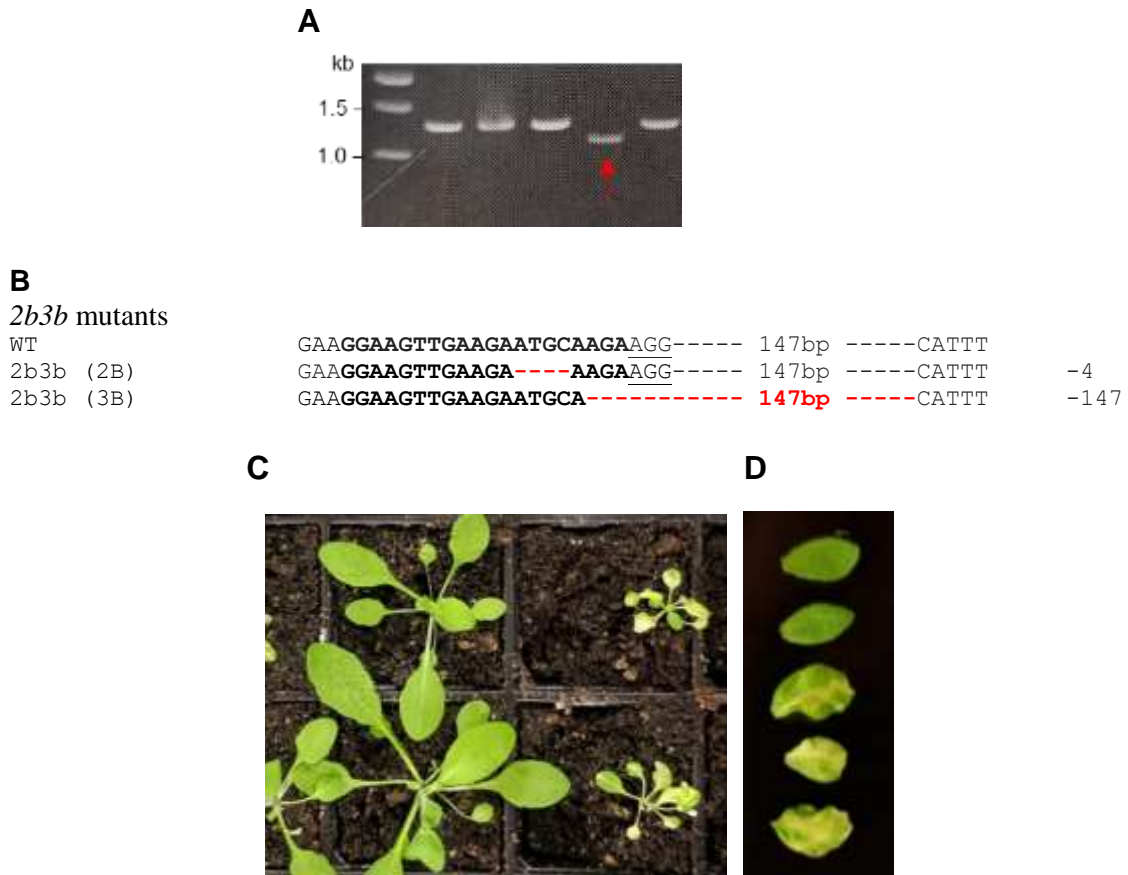 A
kb
1.5
1.0
B
2b3b mutants
WT GAAGGAAGTTGAAGAATGCAAGAAGG----- 147bp -----CATTT
2b3b (2B) GAAGGAAGTTGAAGA----AAGAAGG----- 147bp -----CATTT -4
2b3b (3B) GAAGGAAGTTGAAGAATGCA----------- 147bp -----CATTT -147
C
D